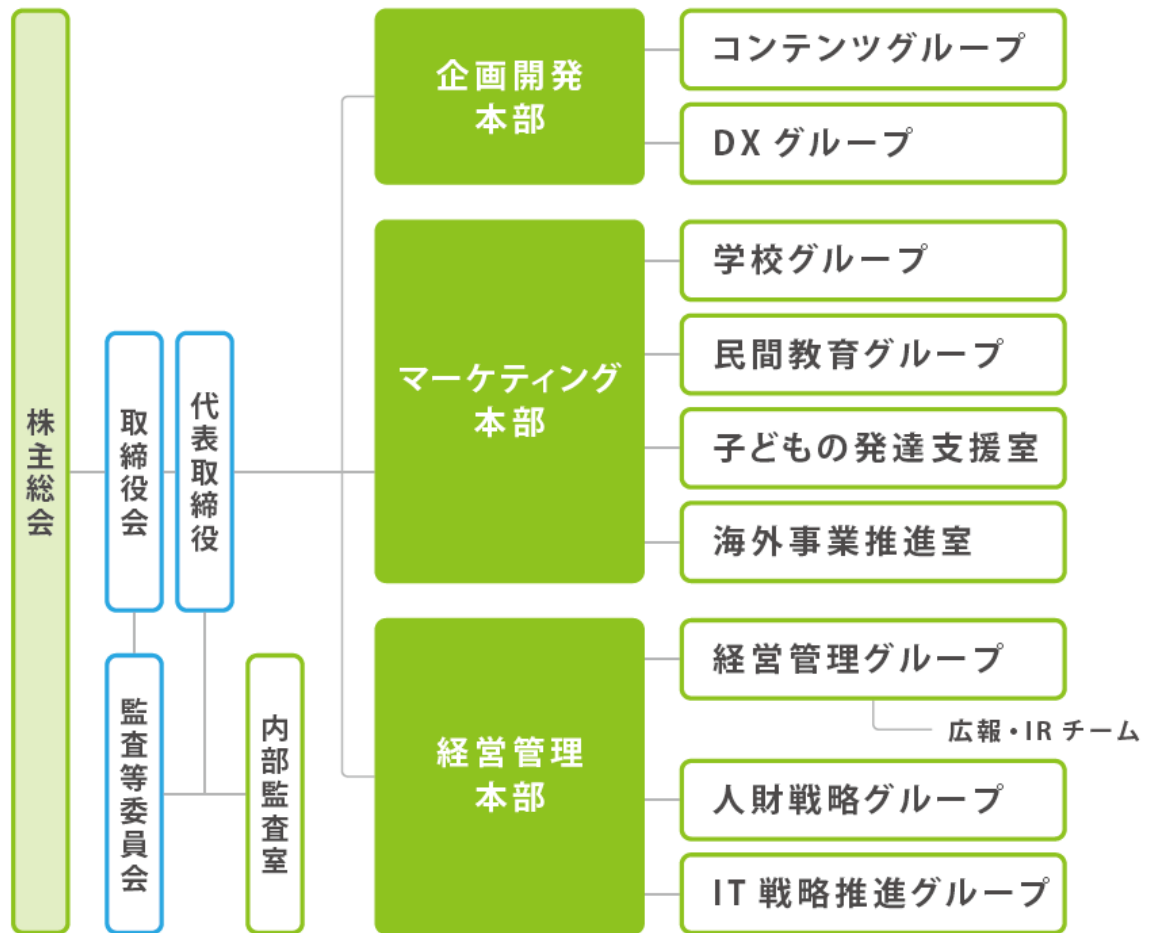 株主総会
取締役会
代表取締役
監査等委員会
内部監査室
企画開発
本部
コンテンツグループ
DX グループ
マーケティング
本部
学校グループ
民間教育グループ
子どもの発達支援室
海外事業推進室
経営管理
本部
経営管理グループ
広報・IR チーム
人財戦略グループ
IT 戦略推進グループ